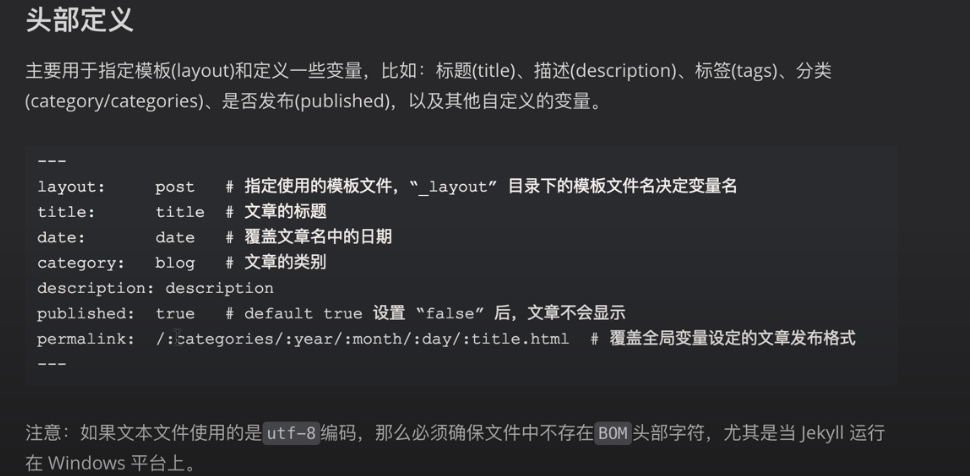 头部定义
主要用于指定模板(layout)和定义一些变量，比如：标题(title)、描述(description)、标签(tags)、分类
(category/categories)、是否发布(published)，以及其他自定义的变量。
---
layout:     post   # 指定使用的模板文件，“_layout” 目录下的模板文件名决定变量名
title:      title  # 文章的标题
date:       date   # 覆盖文章名中的日期
category:   blog   # 文章的类别
description: description
published:  true   # default true 设置 “false” 后，文章不会显示
permalink:  /:categories/:year/:month/:day/:title.html  # 覆盖全局变量设定的文章发布格式
---
注意：如果文本文件使用的是utf-8编码，那么必须确保文件中不存在BOM头部字符，尤其是当 Jekyll 运行
在 Windows 平台上。